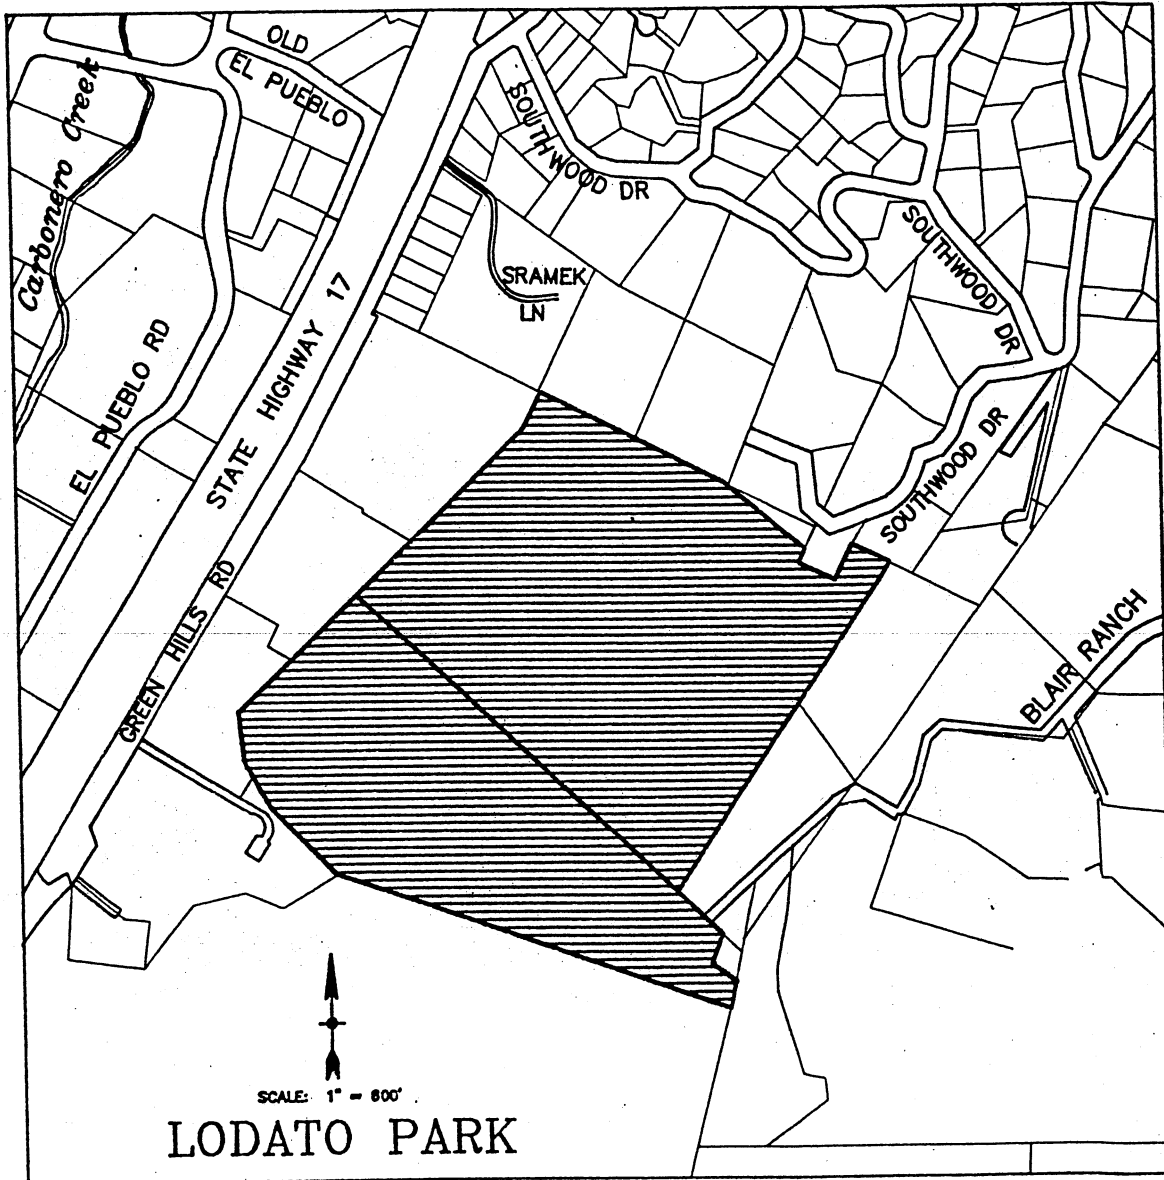 OLD
EL PUEBLO
Carbonero Creek
SOUTHWOOD DR
SOUTHWOOD DR
SRAMEK
LN
STATE HIGHWAY 17
EL PUEBLO RD
SOUTHWOOD DR
GREEN HILLS RD
BLAIR RANCH
SCALE: 1" = 600'
LODATO PARK